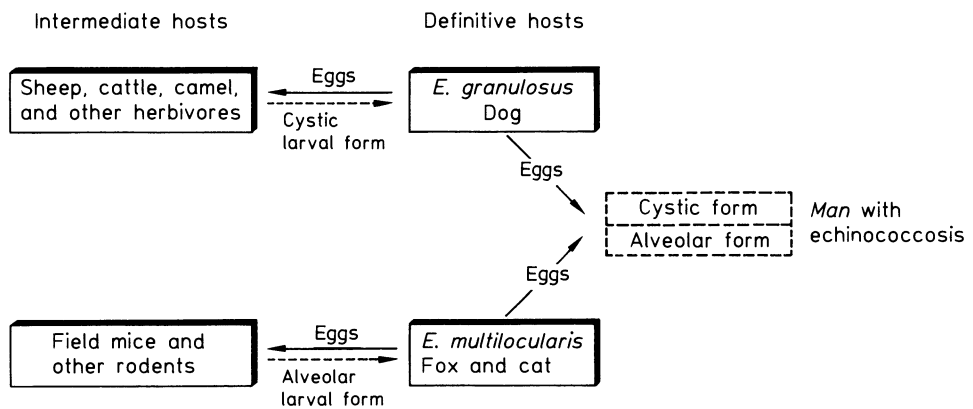 Intermediate hosts
Definitive hosts
Sheep, cattle, camel,
and other herbivores
Eggs
Cystic
larval form
E. granulosus
Dog
Eggs
Cystic form
Alveolar form
Man with
echinococcosis
Eggs
Field mice and
other rodents
Eggs
Alveolar
larval form
E. multilocularis
Fox and cat